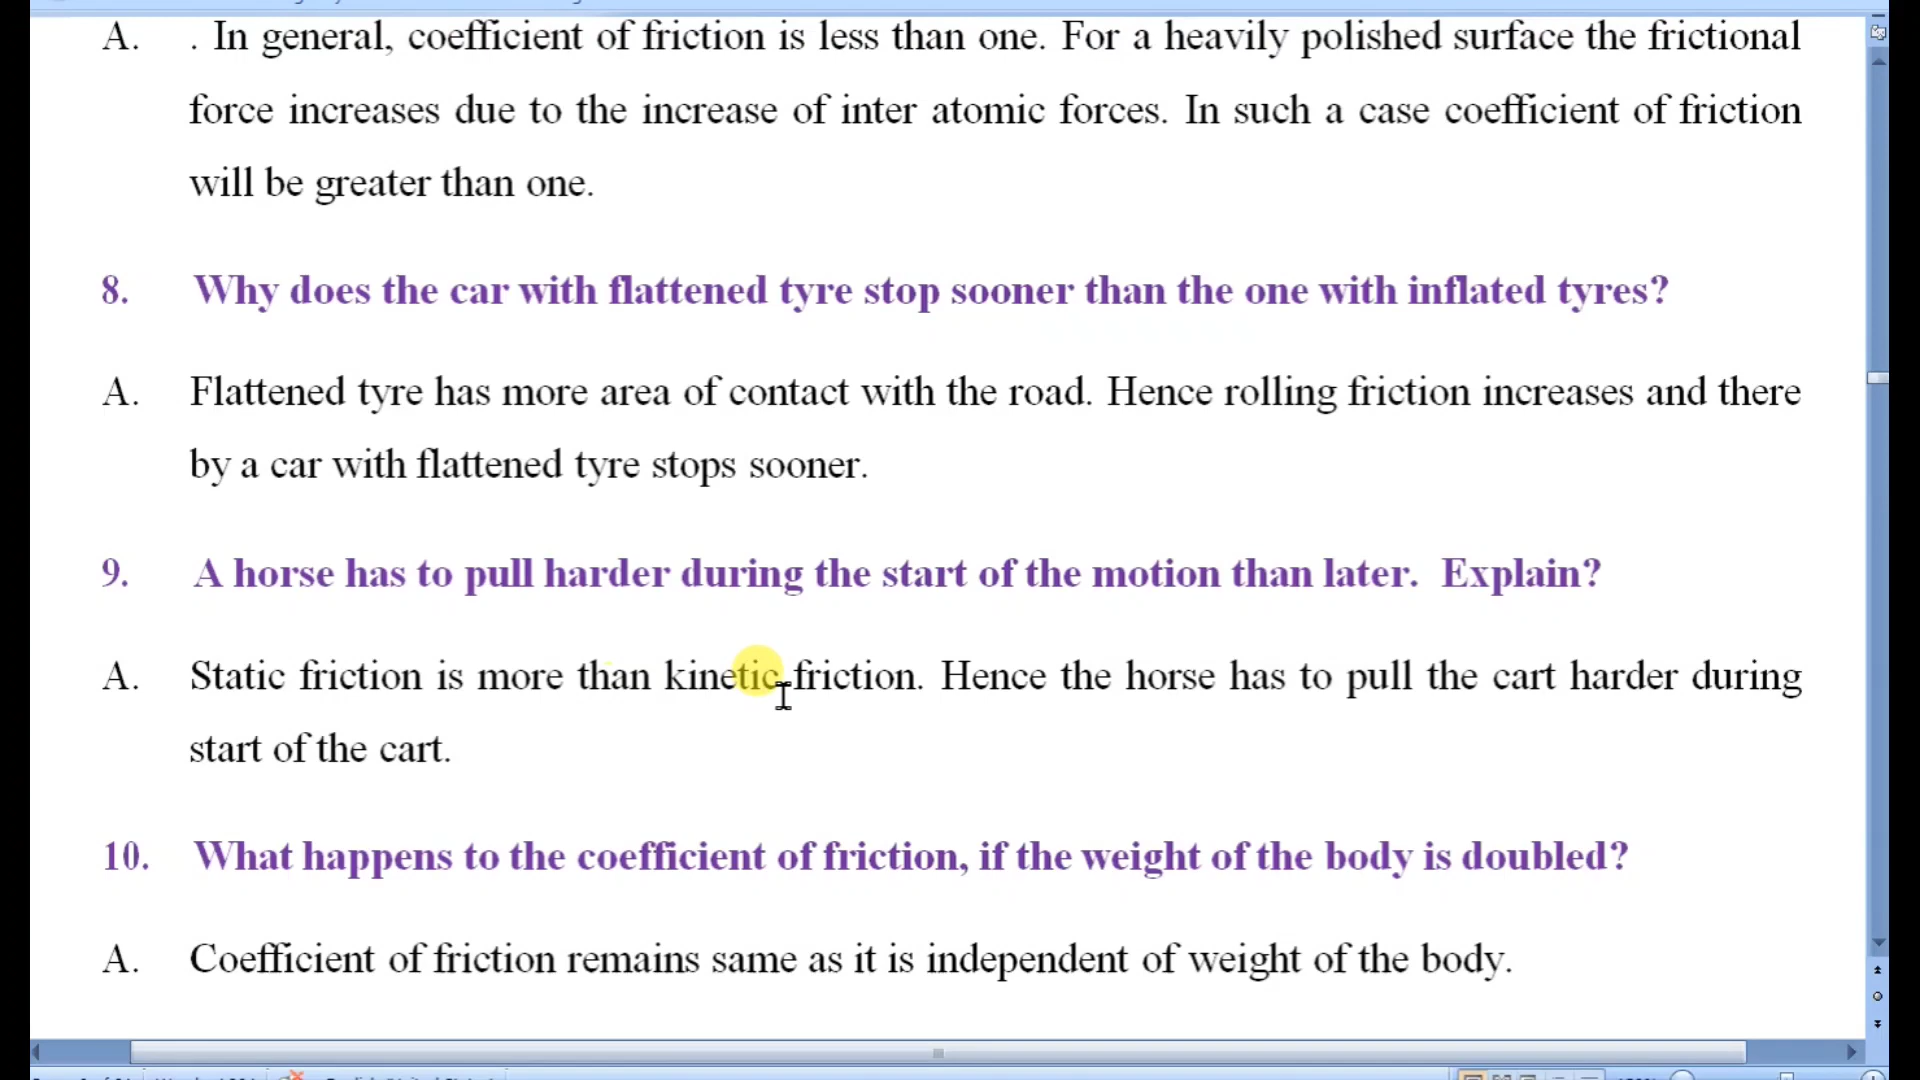 A. . In general, coefficient of friction is less than one. For a heavily polished surface the frictional
force increases due to the increase of inter atomic forces. In such a case coefficient of friction
will be greater than one.
8. Why does the car with flattened tyre stop sooner than the one with inflated tyres?
A. Flattened tyre has more area of contact with the road. Hence rolling friction increases and there
by a car with flattened tyre stops sooner.
9. A horse has to pull harder during the start of the motion than later. Explain?
A. Static friction is more than kinetic friction. Hence the horse has to pull the cart harder during
start of the cart.
10. What happens to the coefficient of friction, if the weight of the body is doubled?
A. Coefficient of friction remains same as it is independent of weight of the body.